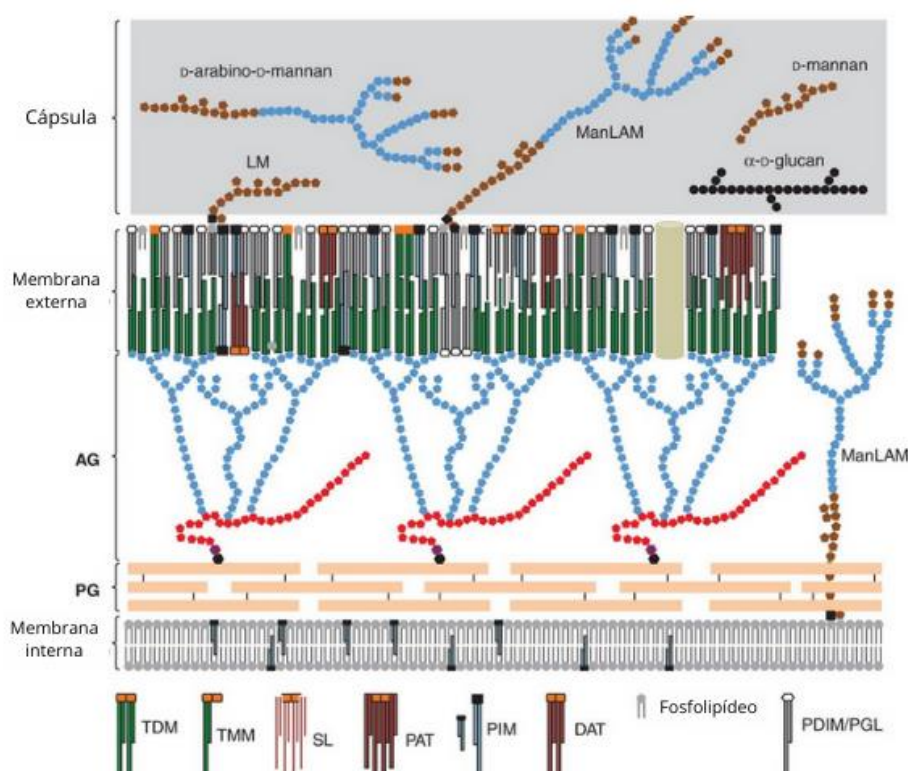 Cápsula
D-arabino-D-mannan
LM
ManLAM
D-mannan
α-D-glucan
Membrana
externa
AG
ManLAM
PG
Membrana
interna
TDM
TMM
SL
PAT
PIM
DAT
Fosfolipídeo
PDIM/PGL